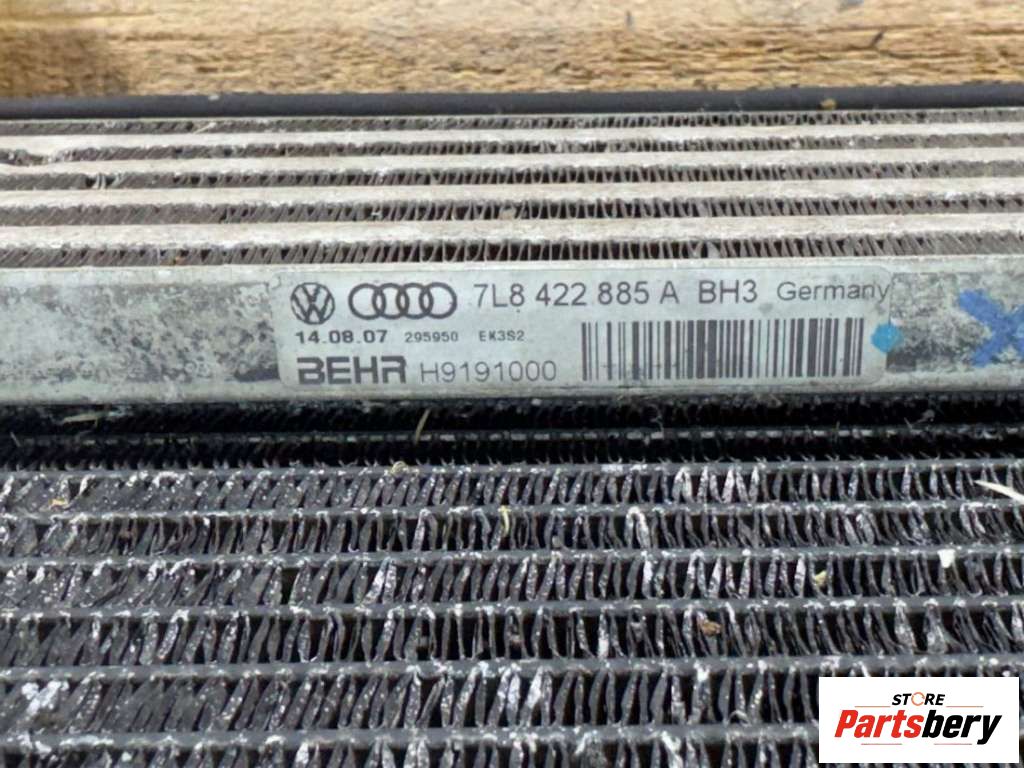 7L8 422 885 A BH3 Germany
14.08.07 295950 EK3S2
BEHR H9191000
STORE
Partsbery